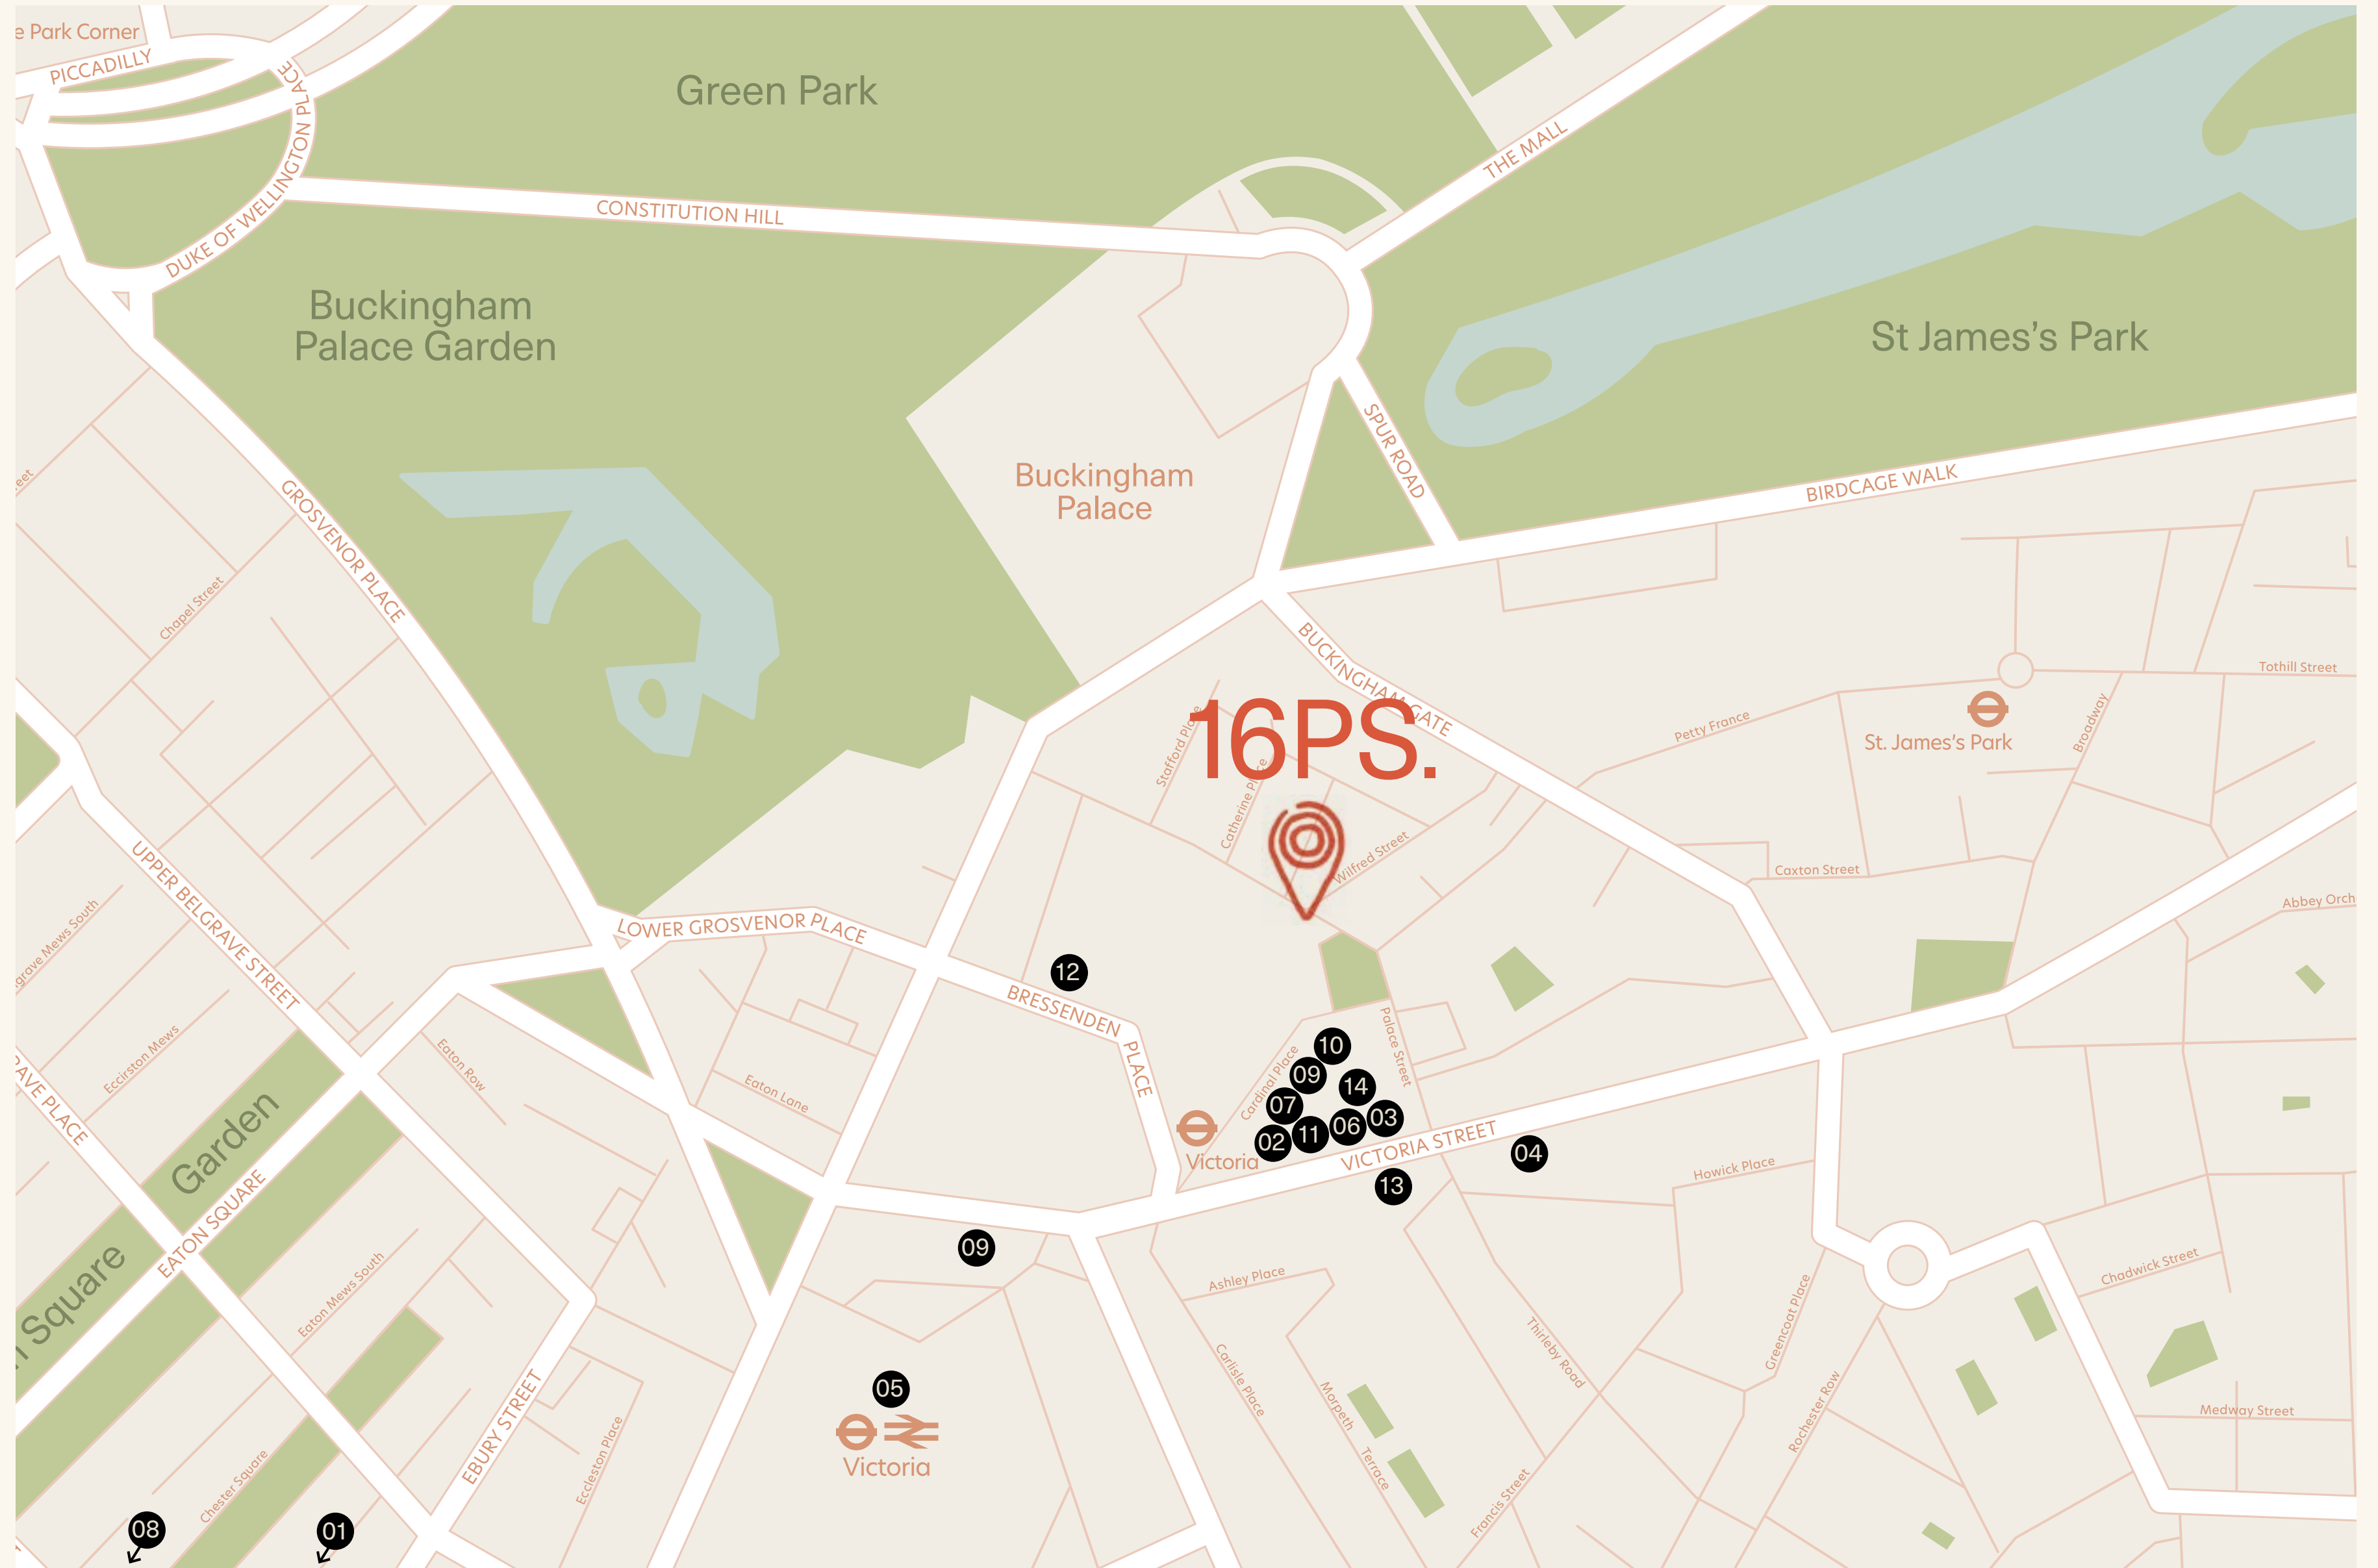 e Park Corner
PICCADILLY
DUKE OF WELLINGTON PLACE
Green Park
THE MALL
CONSTITUTION HILL
Buckingham
Palace Garden
St James’s Park
Buckingham
Palace
SPUR ROAD
BIRDCAGE WALK
eet
GROSVENOR PLACE
Chapel Street
BUCKINGHAM GATE
Tothill Street
16PS.
Stafford Place
Catherine Place
Petty France
St. James’s Park
Broadway
Wilfred Street
Caxton Street
Abbey Orch
UPPER BELGRAVE STREET
grave Mews South
LOWER GROSVENOR PLACE
12
BRESSENDEN
PLACE
Palace Street
Cardinal Place
10
09
14
07
03
06
11
02
Victoria
VICTORIA STREET
04
13
Howick Place
Eccirston Mews
Eaton Row
Eaton Lane
RAVE PLACE
Garden
EATON SQUARE
n Square
Eaton Mews South
09
Ashley Place
Chadwick Street
Greencoat Place
Thirleby Road
Carlisle Place
Morpeth
Terrace
Rochester Row
Medway Street
Francis Street
05
Victoria
EBURY STREET
Eccleston Place
Chester Square
08
01